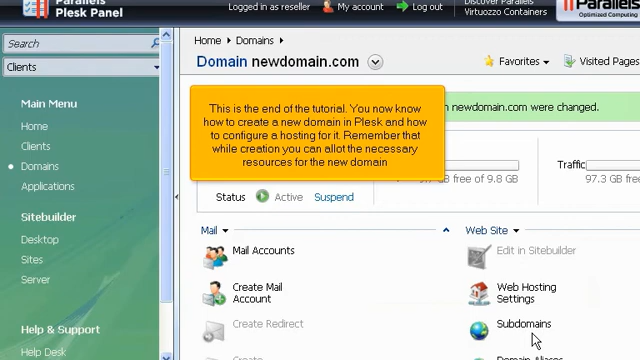 Parallels
Plesk Panel
Logged in as reseller
My account
Log out
Discover Parallels
Virtuozzo Containers
Parallels
Optimized Computing
Search
Clients
Main Menu
Home
Clients
Domains
Applications
Sitebuilder
Desktop
Sites
Server
Help & Support
Help Desk
Home > Domains >
Domain newdomain.com
Favorites
Visited Pages
This is the end of the tutorial. You now know
how to create a new domain in Plesk and how
to configure a hosting for it. Remember that
while creation you can allot the necessary
resources for the new domain
newdomain.com were changed.
GB free of 9.8 GB
Traffic
97.3 GB free of
Status Active Suspend
Mail
Mail Accounts
Create Mail
Account
Create Redirect
Create
Web Site
Edit in Sitebuilder
Web Hosting
Settings
Subdomains
Domain Aliases